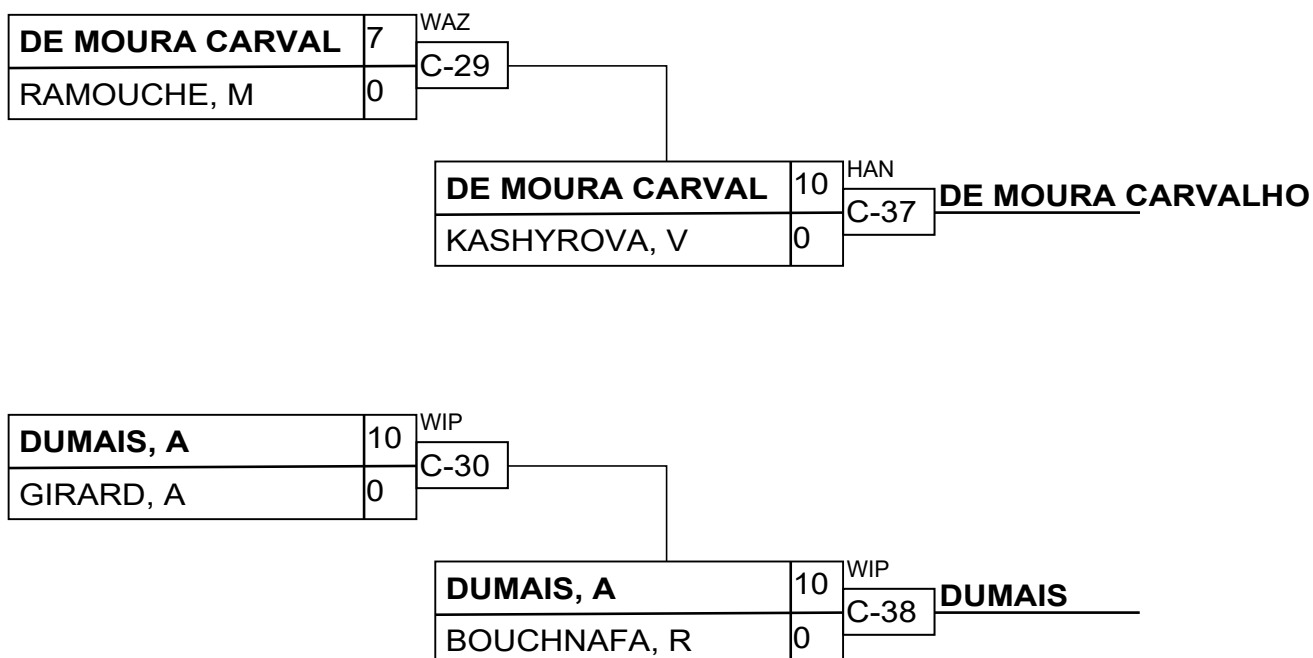 DE MOURA CARVAL 7 WAZ
C-29
RAMOUCHE, M 0
DE MOURA CARVAL 10 HAN
C-37 DE MOURA CARVALHO
KASHYROVA, V 0
DUMAIS, A 10 WIP
C-30
GIRARD, A 0
DUMAIS, A 10 WIP
C-38 DUMAIS
BOUCHNAFA, R 0